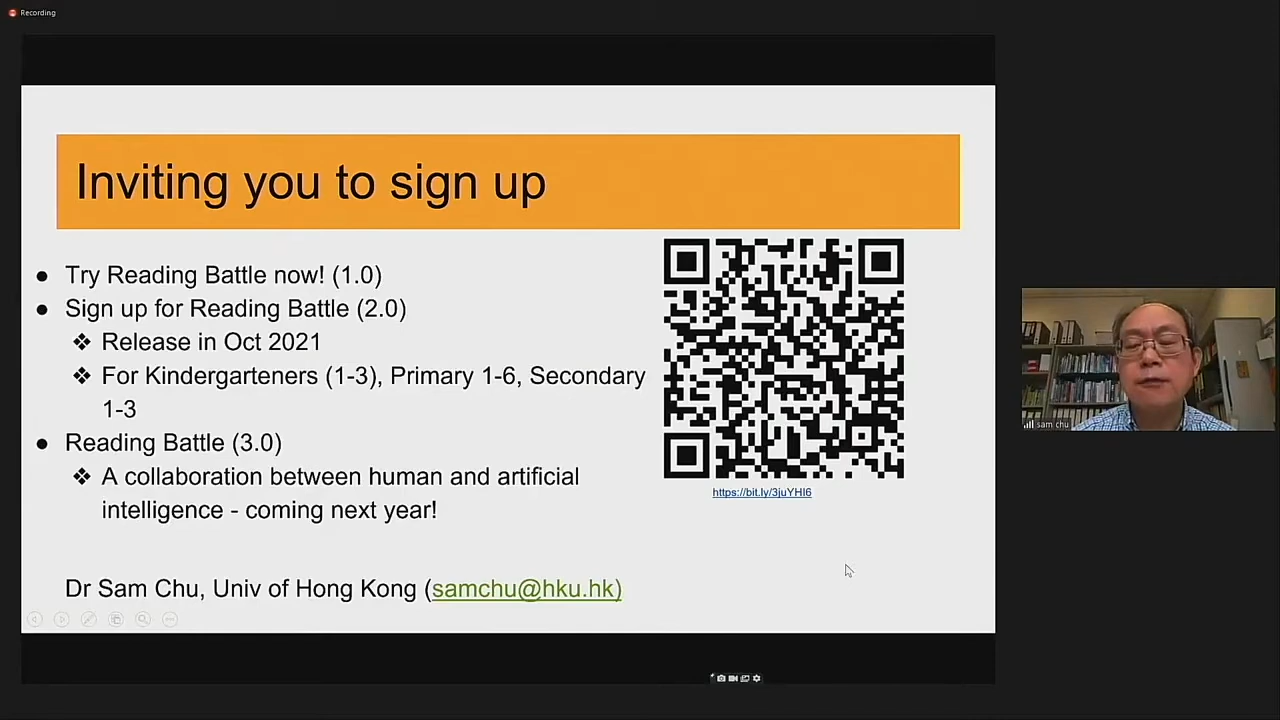 Recording
Inviting you to sign up
● Try Reading Battle now! (1.0)
● Sign up for Reading Battle (2.0)
❖ Release in Oct 2021
❖ For Kindergarteners (1-3), Primary 1-6, Secondary
1-3
● Reading Battle (3.0)
❖ A collaboration between human and artificial
intelligence - coming next year!
https://bit.ly/3juYHI6
Dr Sam Chu, Univ of Hong Kong (samchu@hku.hk)
sam chu